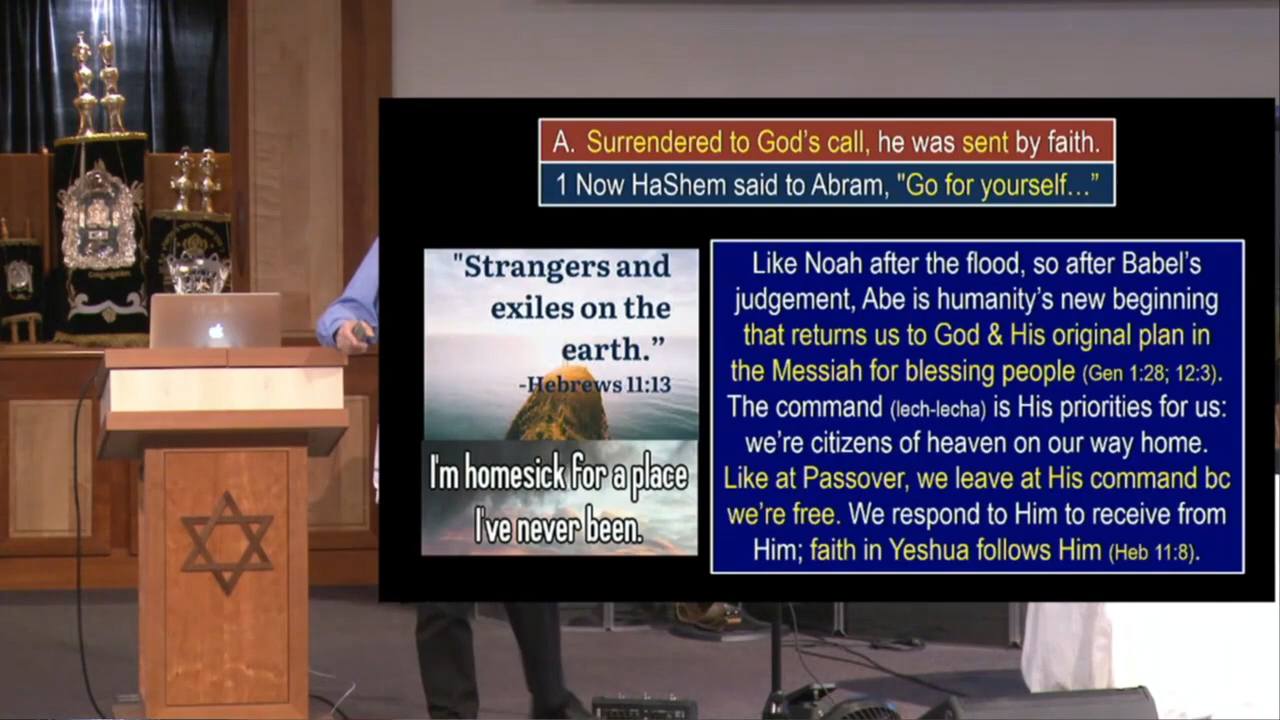 A. Surrendered to God's call, he was sent by faith.
1 Now HaShem said to Abram, "Go for yourself…”
"Strangers and
exiles on the
earth.”
-Hebrews 11:13
I'm homesick for a place
I've never been.
Like Noah after the flood, so after Babel's
judgement, Abe is humanity's new beginning
that returns us to God & His original plan in
the Messiah for blessing people (Gen 1:28; 12:3).
The command (lech-lecha) is His priorities for us:
we're citizens of heaven on our way home.
Like at Passover, we leave at His command bc
we're free. We respond to Him to receive from
Him; faith in Yeshua follows Him (Heb 11:8).